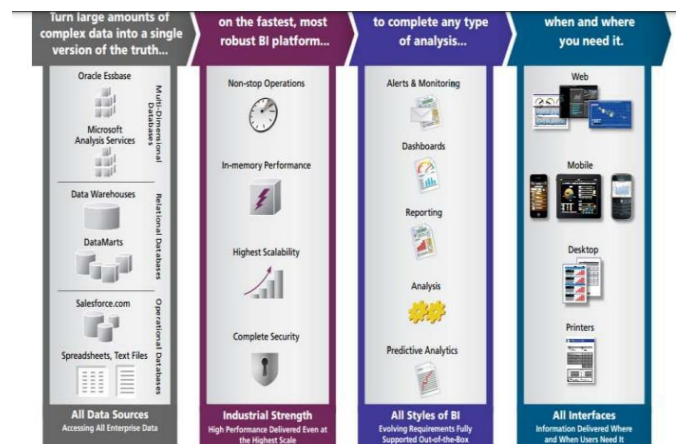 Turn large amounts of
complex data into a single
version of the truth...
Oracle Essbase
Microsoft
Analysis Services
Multi-Dimensional
Databases
Data Warehouses
DataMarts
Relational Databases
Salesforce.com
Spreadsheets, Text Files
Operational Databases
All Data Sources
Accessing All Enterprise Data
on the fastest, most
robust BI platform...
Non-stop Operations
In-memory Performance
Highest Scalability
Complete Security
Industrial Strength
High Performance Delivered Even at
the Highest Scale
to complete any type
of analysis...
Alerts & Monitoring
Dashboards
Reporting
Analysis
Predictive Analytics
All Styles of BI
Evolving Requirements Fully
Supported Out-of-the-Box
when and where
you need it.
Web
Mobile
Desktop
Printers
All Interfaces
Information Delivered Where
and When Users Need It